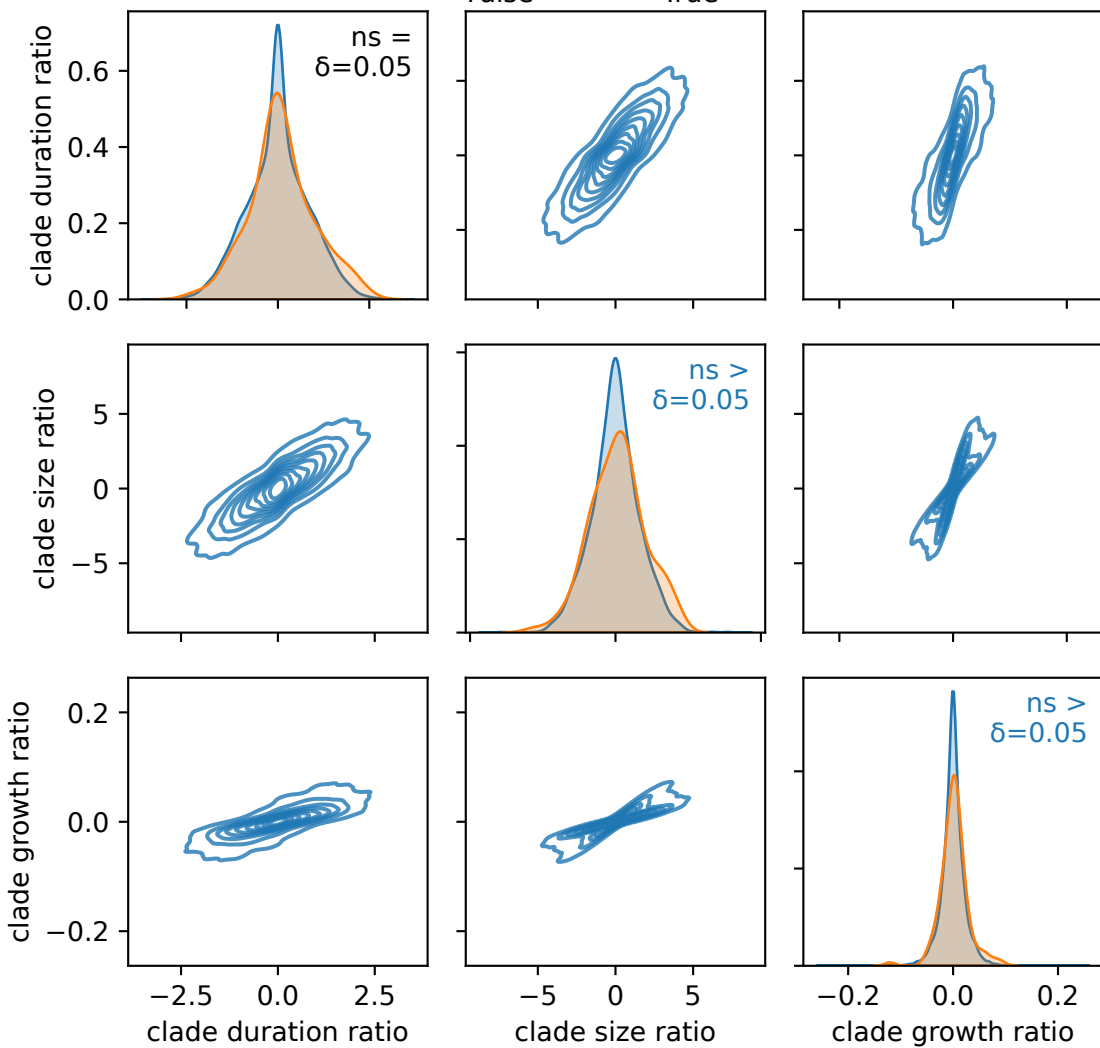 clade duration ratio
0.6
0.4
0.2
0.0
ns =
δ=0.05
clade size ratio
5
0
−5
ns >
δ=0.05
clade growth ratio
0.2
0.0
−0.2
ns >
δ=0.05
−2.5 0.0 2.5
−5 0 5
−0.2 0.0 0.2
clade duration ratio
clade size ratio
clade growth ratio